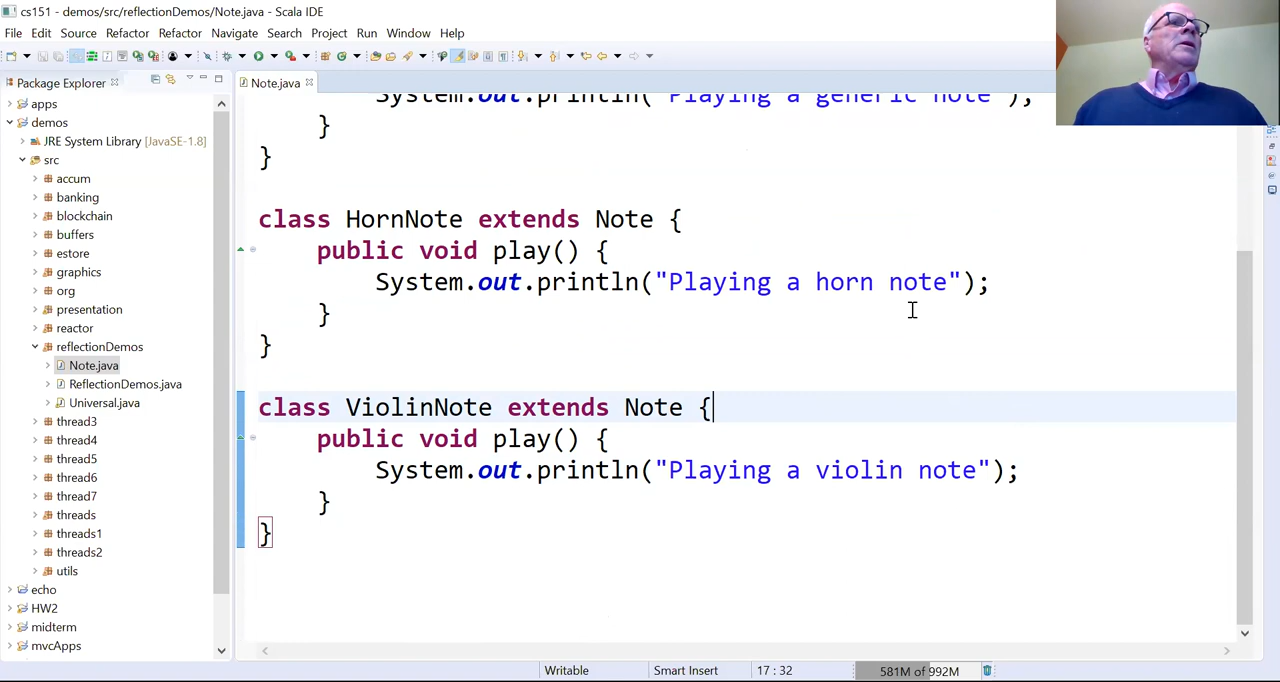 cs151 - demos/src/reflectionDemos/Note.java - Scala IDE
File Edit Source Refactor Refactor Navigate Search Project Run Window Help
Package Explorer
Note.java
apps
demos
JRE System Library [JavaSE-1.8]
src
accum
banking
blockchain
buffers
estore
graphics
org
presentation
reactor
reflectionDemos
Note.java
ReflectionDemos.java
Universal.java
thread3
thread4
thread5
thread6
thread7
threads
threads1
threads2
utils
echo
HW2
midterm
mvcApps
System.out.println("Playing a generic note");
}
}
class HornNote extends Note {
public void play() {
System.out.println("Playing a horn note");
}
}
class ViolinNote extends Note {
public void play() {
System.out.println("Playing a violin note");
}
}
Writable
Smart Insert
17 : 32
581M of 992M